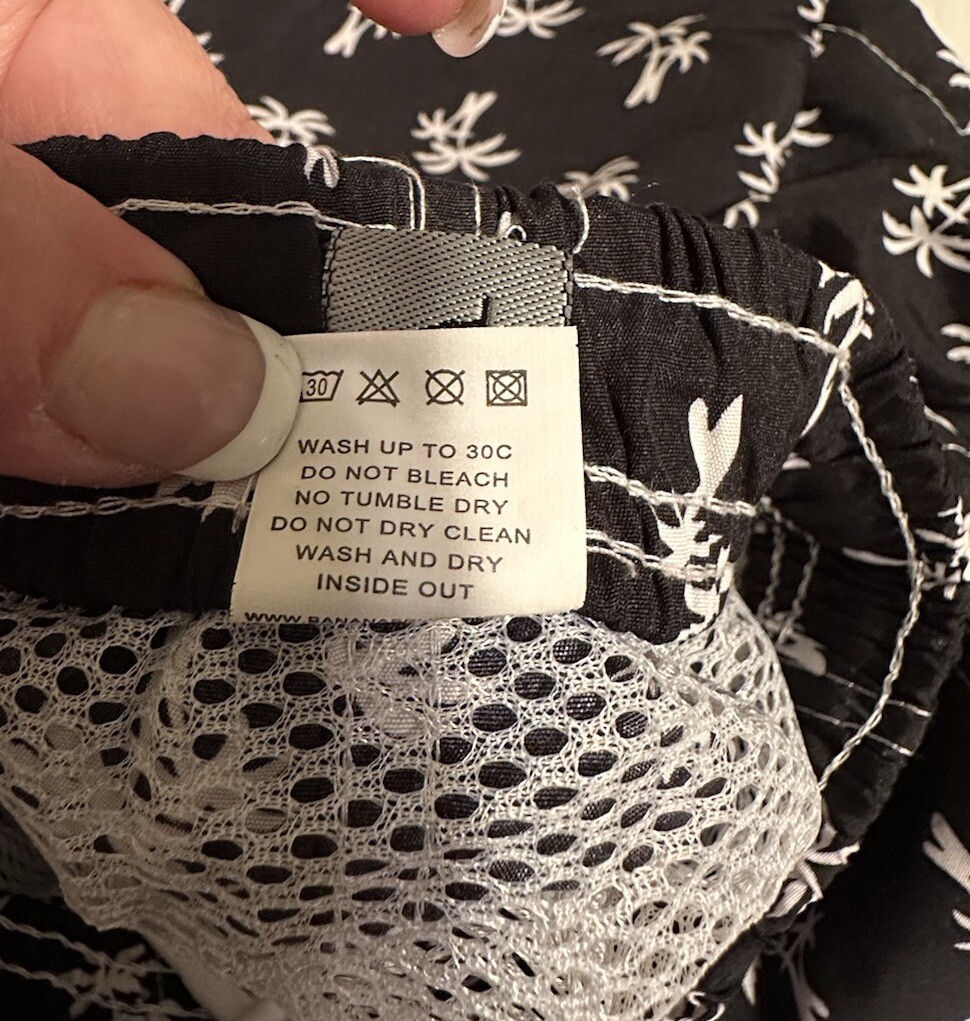 30
WASH UP TO 30C
DO NOT BLEACH
NO TUMBLE DRY
DO NOT DRY CLEAN
WASH AND DRY
INSIDE OUT